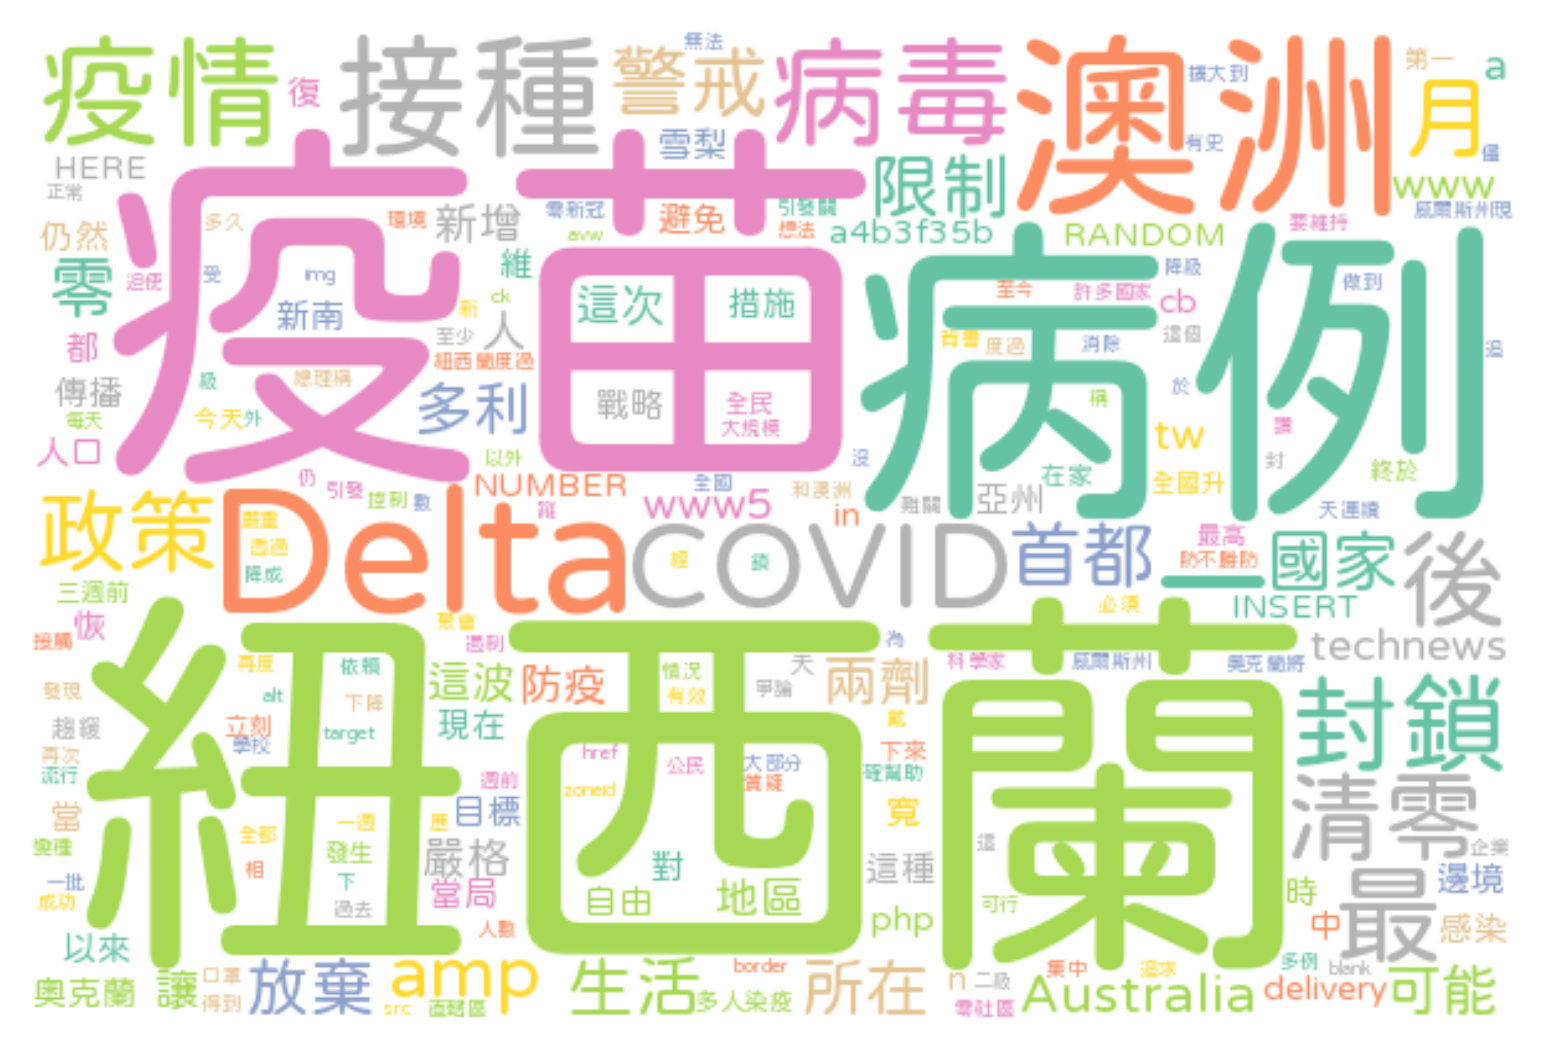 疫情
復
接種
警戒
無法
病毒
澳洲
擴大到
第一
a
月
HERE
正常
雪梨
限制
有史
僵
www
威爾斯州現
疫苗
病例
仍然
多久
環境
新增
零新冠
avw
避免
引發關
想法
a4b3f35b
RANDOM
要維持
零
迫使
受
img
新南
維
ck
新
人
至少
紐西蘭度過
這次
措施
至今
許多國家
降級
cb
這個
做到
背書
度過
消除
追
都
傳播
每天
人口
級
總理稱
今天
外
多利
戰略
全民
大規模
稱
於
讚
tw
封
終於
以外
沒
仍
引發
控制
數
NUMBER
全國
www5
和澳洲
in
難關
亞州
在家
全國升
天連續
政策
Delta
嚴重
透過
降成
COVID
經
鎖
首都
最高
防不勝防
一
國家
後
三週前
恢
接觸
聚會
遏制
必須
INSERT
technews
紐西蘭
再度
依賴
alt
下降
target
立刻
學校
這波
現在
防疫
情況
有效
天
爭論
為
兩劑
戴
科學家
威爾斯州
奧克蘭將
封鎖
發現
趨緩
再次
流行
當
變種
一批
成功
週前
href
公民
大部分
質疑
zoneid
下來
確幫助
寬
清零
企業
全部
相
一週
發生
下
過去
應
目標
嚴格
當局
人數
對
自由
地區
這種
這
php
可行
最
邊境
時
中
感染
以來
奧克蘭
讓
口罩
得到
放棄
amp
src
直轄區
生活
多人染疫
border
所在
n
二級
零社區
集中
Australia
追求
多例
blank
delivery
可能